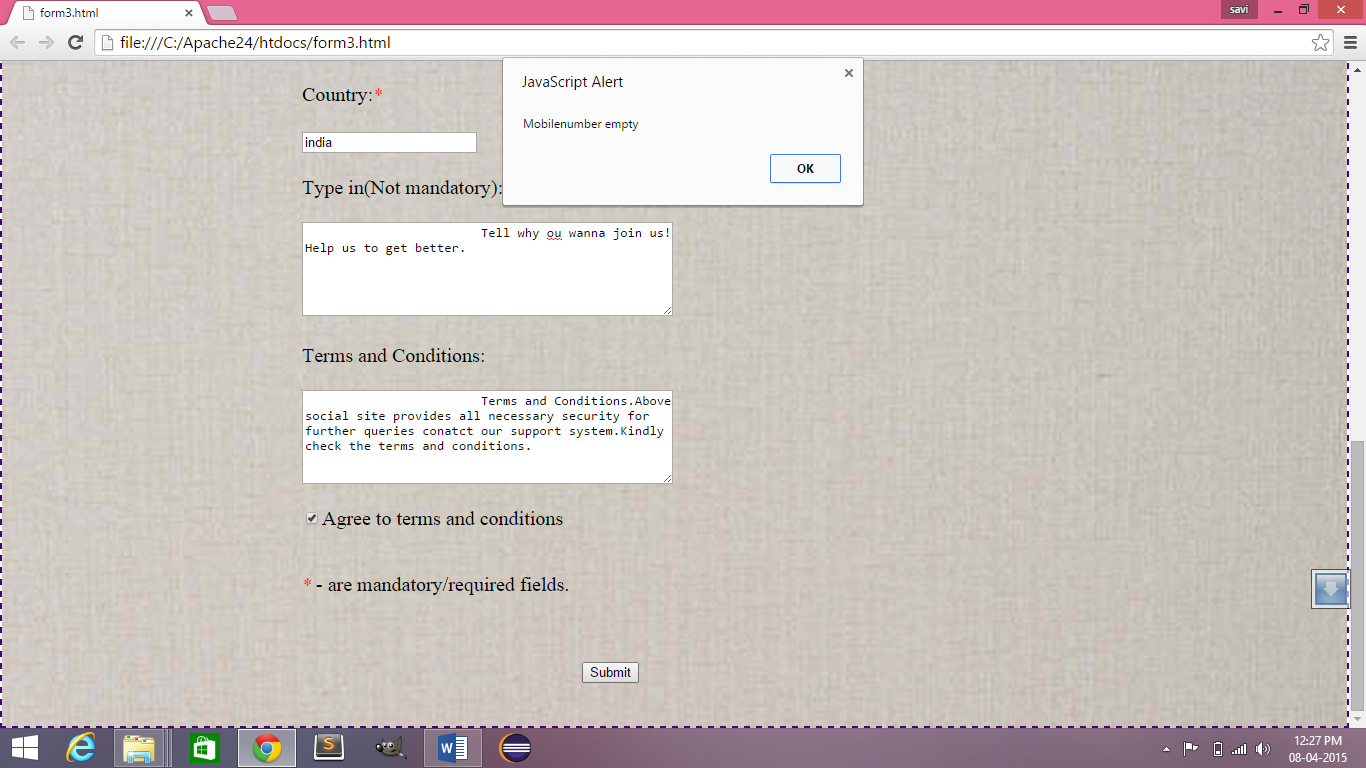 form3.html
savi
file:///C:/Apache24/htdocs/form3.html
JavaScript Alert
Mobilenumber empty
OK
Country:*
india
Type in(Not mandatory):
Tell why ou wanna join us!
Help us to get better.
Terms and Conditions:
Terms and Conditions.Above
social site provides all necessary security for
further queries conatct our support system.Kindly
check the terms and conditions.
Agree to terms and conditions
* - are mandatory/required fields.
Submit
12:27 PM
08-04-2015